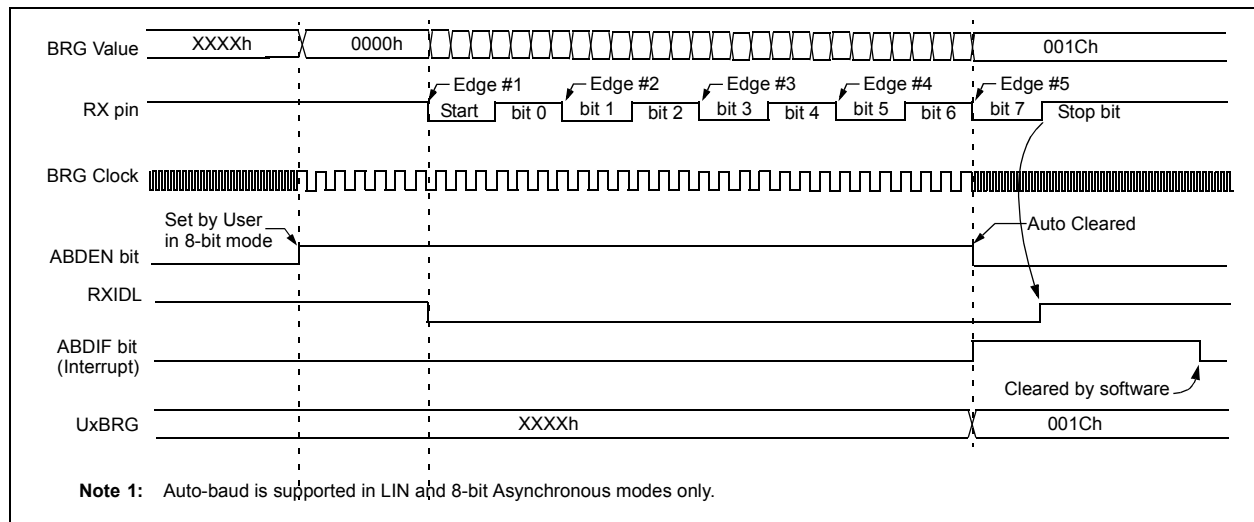 BRG Value XXXXh 0000h 001Ch
Edge #1 Edge #2 Edge #3 Edge #4 Edge #5
RX pin Start bit 0 bit 1 bit 2 bit 3 bit 4 bit 5 bit 6 bit 7 Stop bit
BRG Clock
Set by User
in 8-bit mode
Auto Cleared
ABDEN bit
RXIDL
ABDIF bit
(Interrupt)
Cleared by software
UxBRG XXXXh 001Ch
Note 1: Auto-baud is supported in LIN and 8-bit Asynchronous modes only.